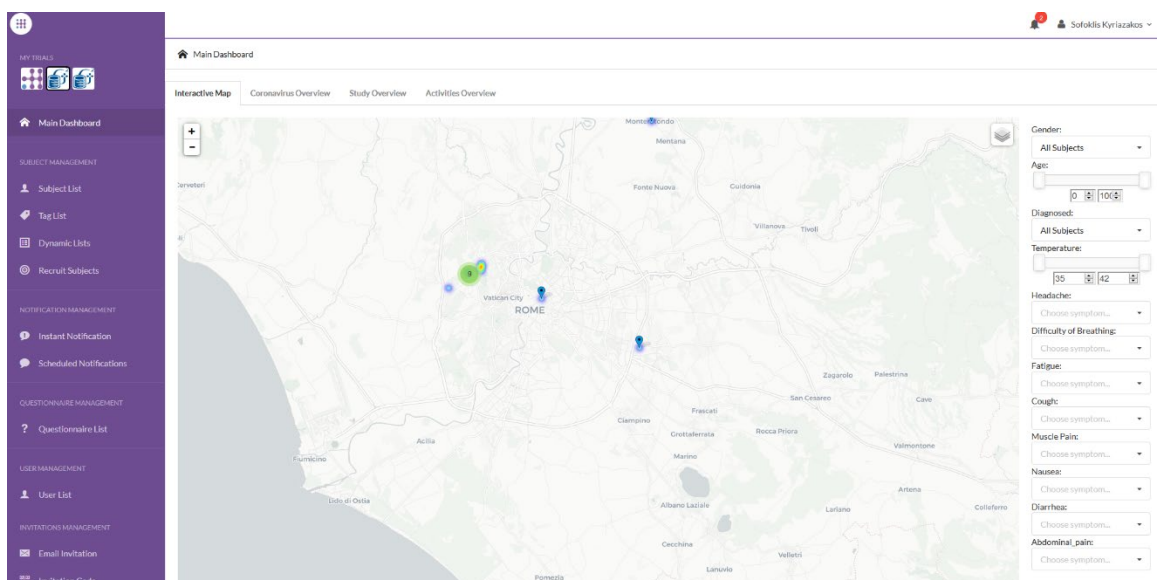 2
Sofoklis Kyriazakos
MY TRIALS
Main Dashboard
SUBJECT MANAGEMENT
Subject List
Tag List
Dynamic Lists
Recruit Subjects
NOTIFICATION MANAGEMENT
Instant Notification
Scheduled Notifications
QUESTIONNAIRE MANAGEMENT
? Questionnaire List
USER MANAGEMENT
User List
INVITATIONS MANAGEMENT
Email Invitation
Invitation Code
Main Dashboard
Interactive Map Coronavirus Overview Study Overview Activities Overview
+
-
Monterotondo
Mentana
Cerveteri
Fonte Nuova
Guidonia
Villanova
Tivoli
9
Vatican City
ROME
Zagarolo
Palestrina
San Cesareo
Cave
Frascati
Ciampino
Grottaferrata
Rocca Priora
Acilia
Valmontone
Marino
Fiumicino
Artena
Lido di Ostia
Albano Laziale
Lariano
Colleferro
Cecchina
Velletri
Lanuvio
Pomezia
Gender:
All Subjects
Age:
0 100
Diagnosed:
All Subjects
Temperature:
35 42
Headache:
Choose symptom...
Difficulty of Breathing:
Choose symptom...
Fatigue:
Choose symptom...
Cough:
Choose symptom...
Muscle Pain:
Choose symptom...
Nausea:
Choose symptom...
Diarrhea:
Choose symptom...
Abdominal_pain:
Choose symptom...